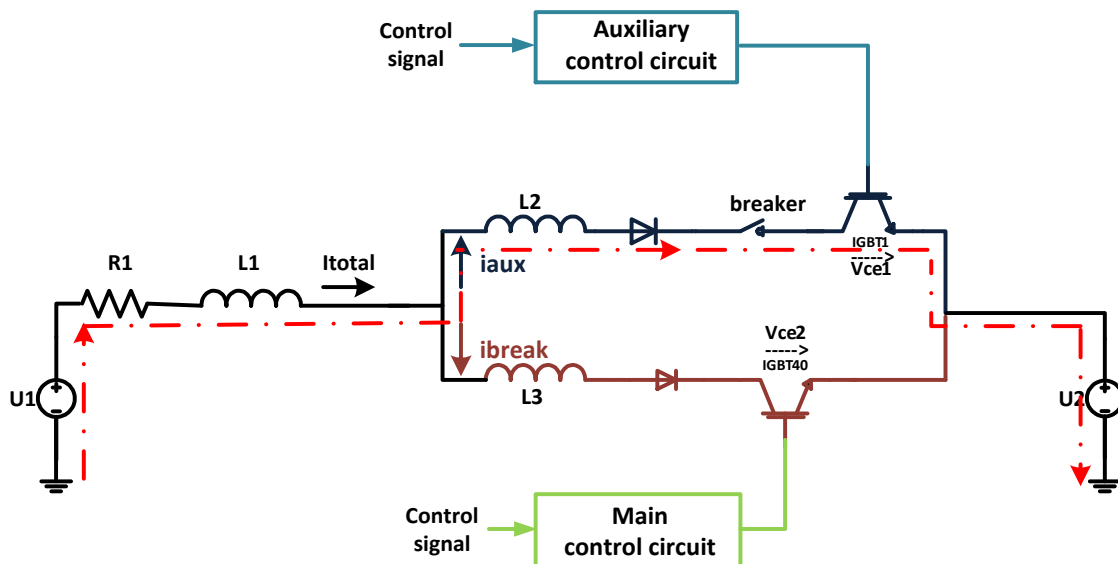 Control
signal
Auxiliary
control circuit
L2
breaker
IGBT1
----->
Vce1
R1
L1
Itotal
iaux
ibreak
L3
Vce2
----->
IGBT40
U1
U2
Control
signal
Main
control circuit